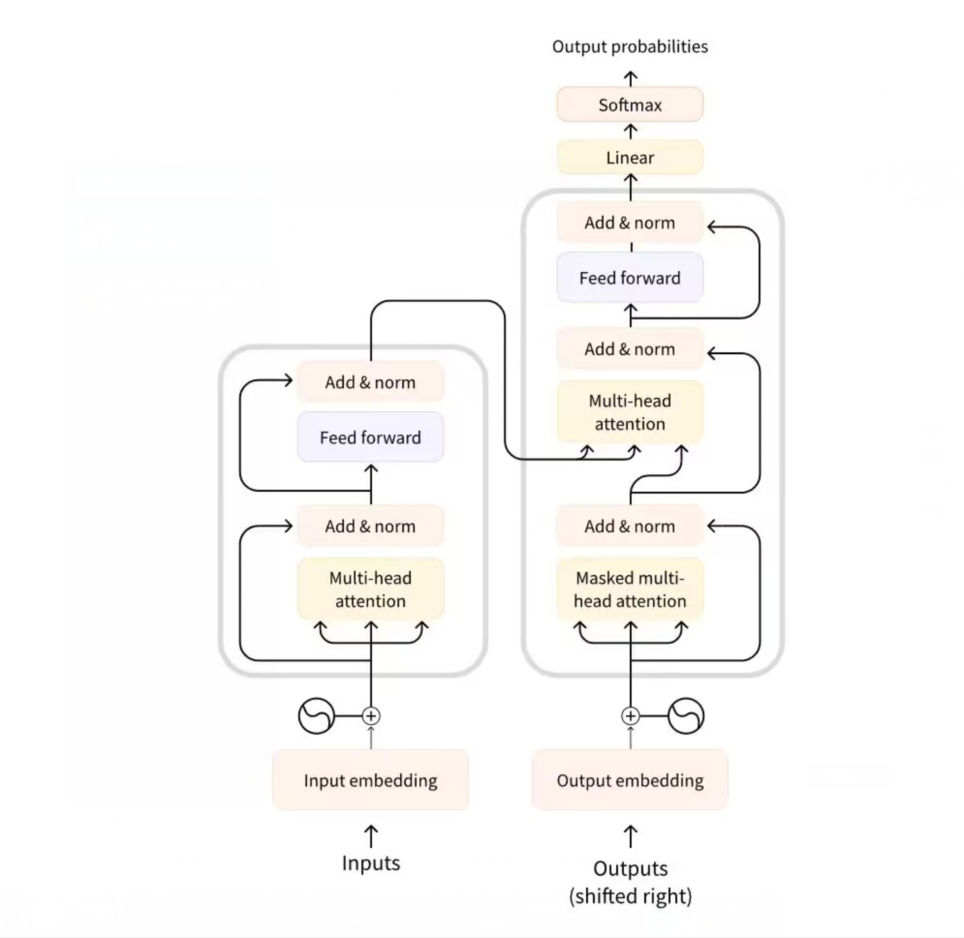 Output probabilities
Softmax
Linear
Add & norm
Feed forward
Add & norm
Multi-head
attention
Add & norm
Masked multi-
head attention
Add & norm
Feed forward
Add & norm
Multi-head
attention
Input embedding
Output embedding
Inputs
Outputs
(shifted right)